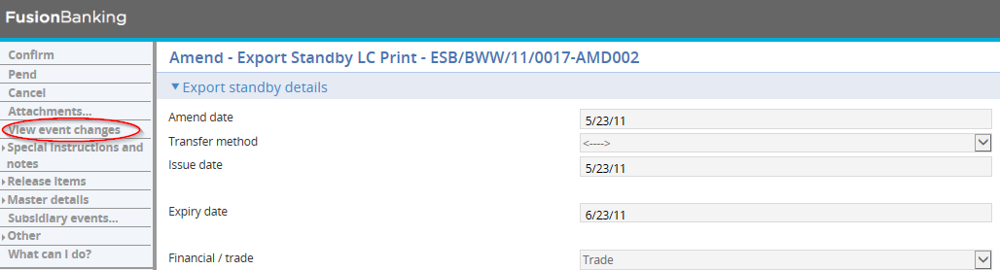 FusionBanking
Confirm
Pend
Cancel
Attachments...
View event changes
Special instructions and
notes
Release items
Master details
Subsidiary events...
Other
What can I do?
Amend - Export Standby LC Print - ESB/BWW/11/0017-AMD002
Export standby details
Amend date
5/23/11
Transfer method
<---->
Issue date
5/23/11
Expiry date
6/23/11
Financial / trade
Trade